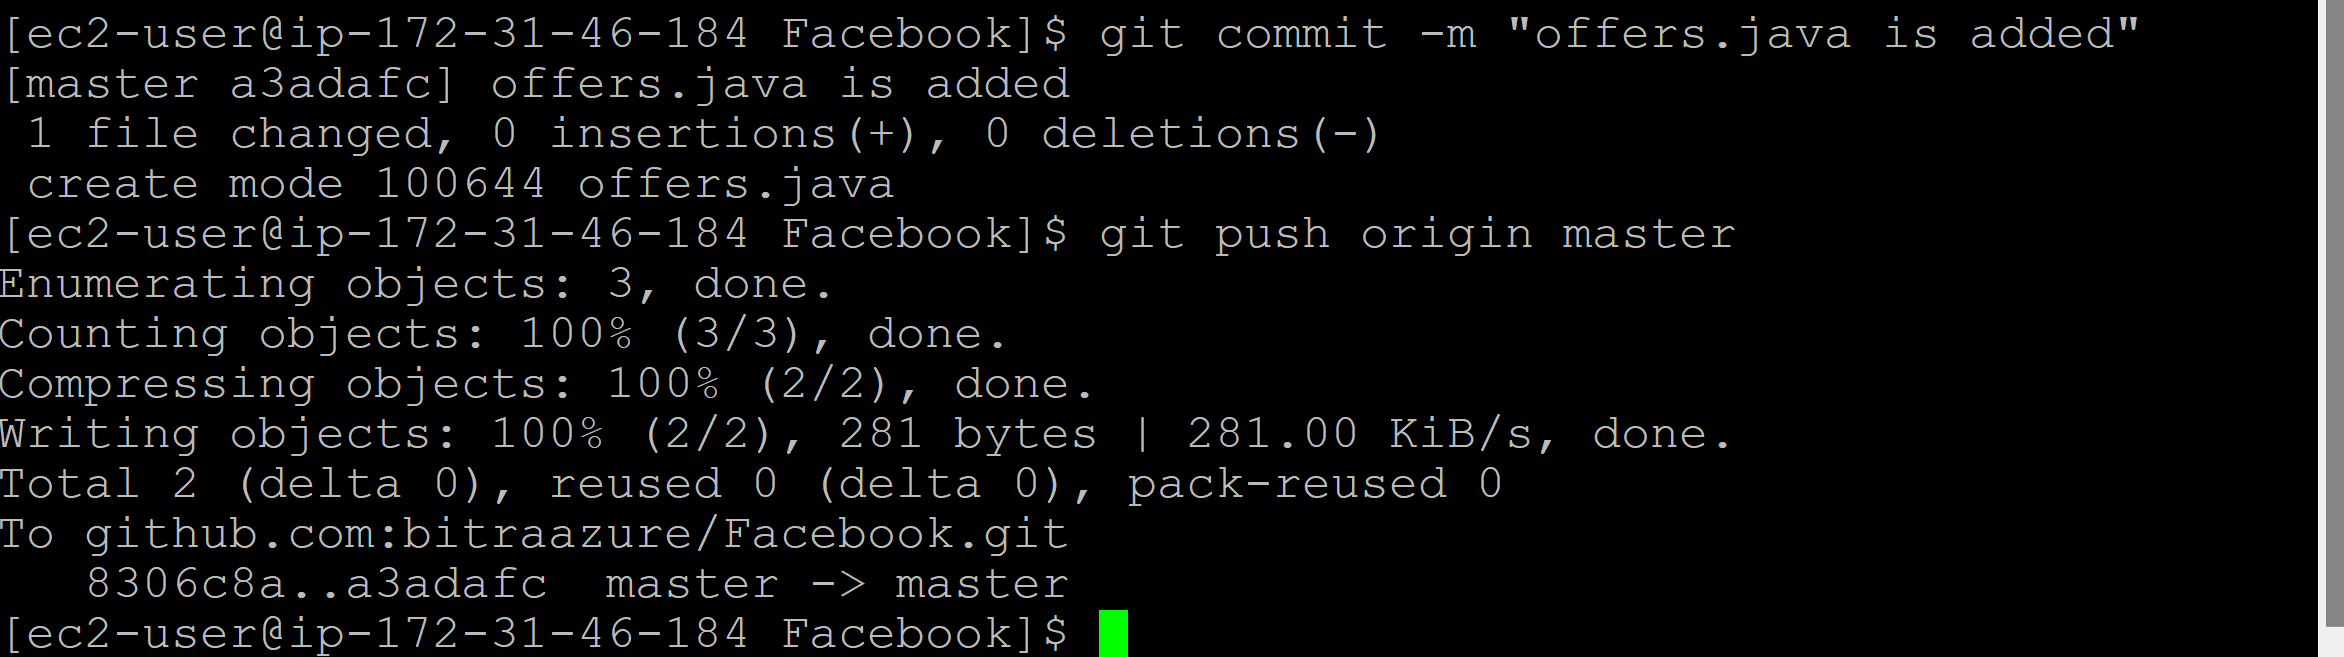 [ec2-user@ip-172-31-46-184 Facebook]$ git commit -m "offers.java is added"
[master a3adafc] offers.java is added
 1 file changed, 0 insertions(+), 0 deletions(-)
 create mode 100644 offers.java
[ec2-user@ip-172-31-46-184 Facebook]$ git push origin master
Enumerating objects: 3, done.
Counting objects: 100% (3/3), done.
Compressing objects: 100% (2/2), done.
Writing objects: 100% (2/2), 281 bytes | 281.00 KiB/s, done.
Total 2 (delta 0), reused 0 (delta 0), pack-reused 0
To github.com:bitraazure/Facebook.git
   8306c8a..a3adafc  master -> master
[ec2-user@ip-172-31-46-184 Facebook]$